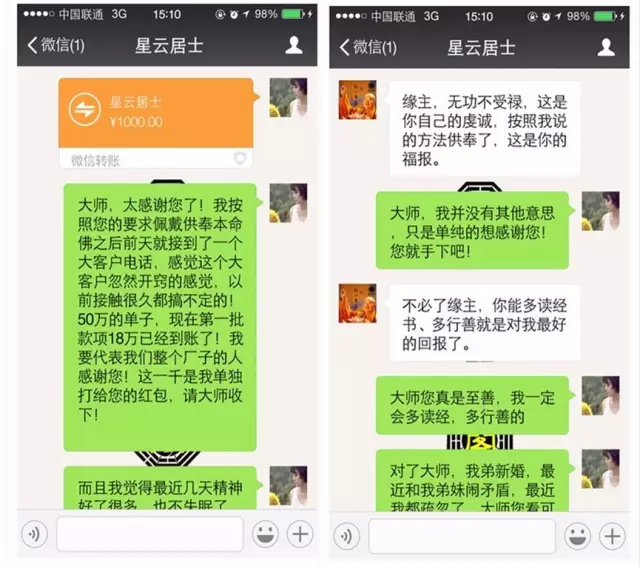 中国联通 3G 15:10 98%
微信(1) 星云居士
星云居士
¥1000.00
微信转账
大师，太感谢您了！我按
照您的要求佩戴供奉本命
佛之后前天就接到了一个
大客户电话，感觉这个大
客户忽然开窍的感觉，以
前接触很久都搞不定的！
50万的单子，现在第一批
款项18万已经到账了！我
要代表我们整个厂子的人
感谢您！这一千是我单独
打给您的红包，请大师收
下！
而且我觉得最近几天精神
好了很多，也不失眠了
中国联通 3G 15:10 98%
微信(1) 星云居士
缘主，无功不受禄，这是
你自己的虔诚，按照我说
的方法供奉了，这是你的
福报。
大师，我并没有其他意思
，只是单纯的想感谢您！
您就手下吧！
不必了缘主，你能多读经
书、多行善就是对我最好
的回报了。
大师您真是至善，我一定
会多读经，多行善的
对了大师，我弟新婚，最
近和我弟妹闹矛盾，最近
我都疏忽了，大师您看可